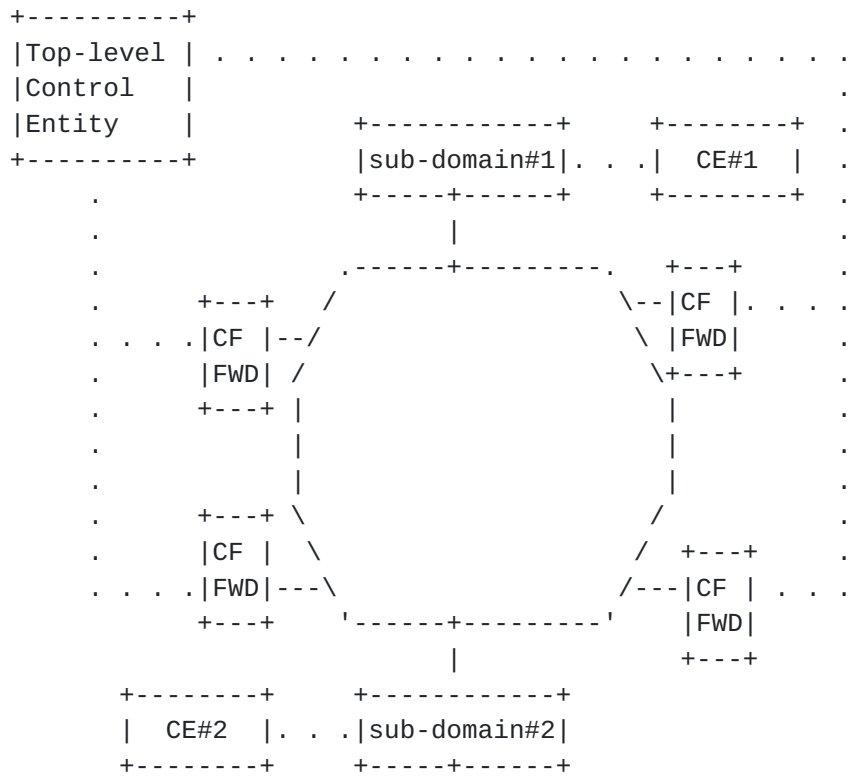 Top-level
Control
Entity
sub-domain#1 CE#1
CF
CF
FWD
FWD
CF
FWD
CF
FWD
CE#2 sub-domain#2